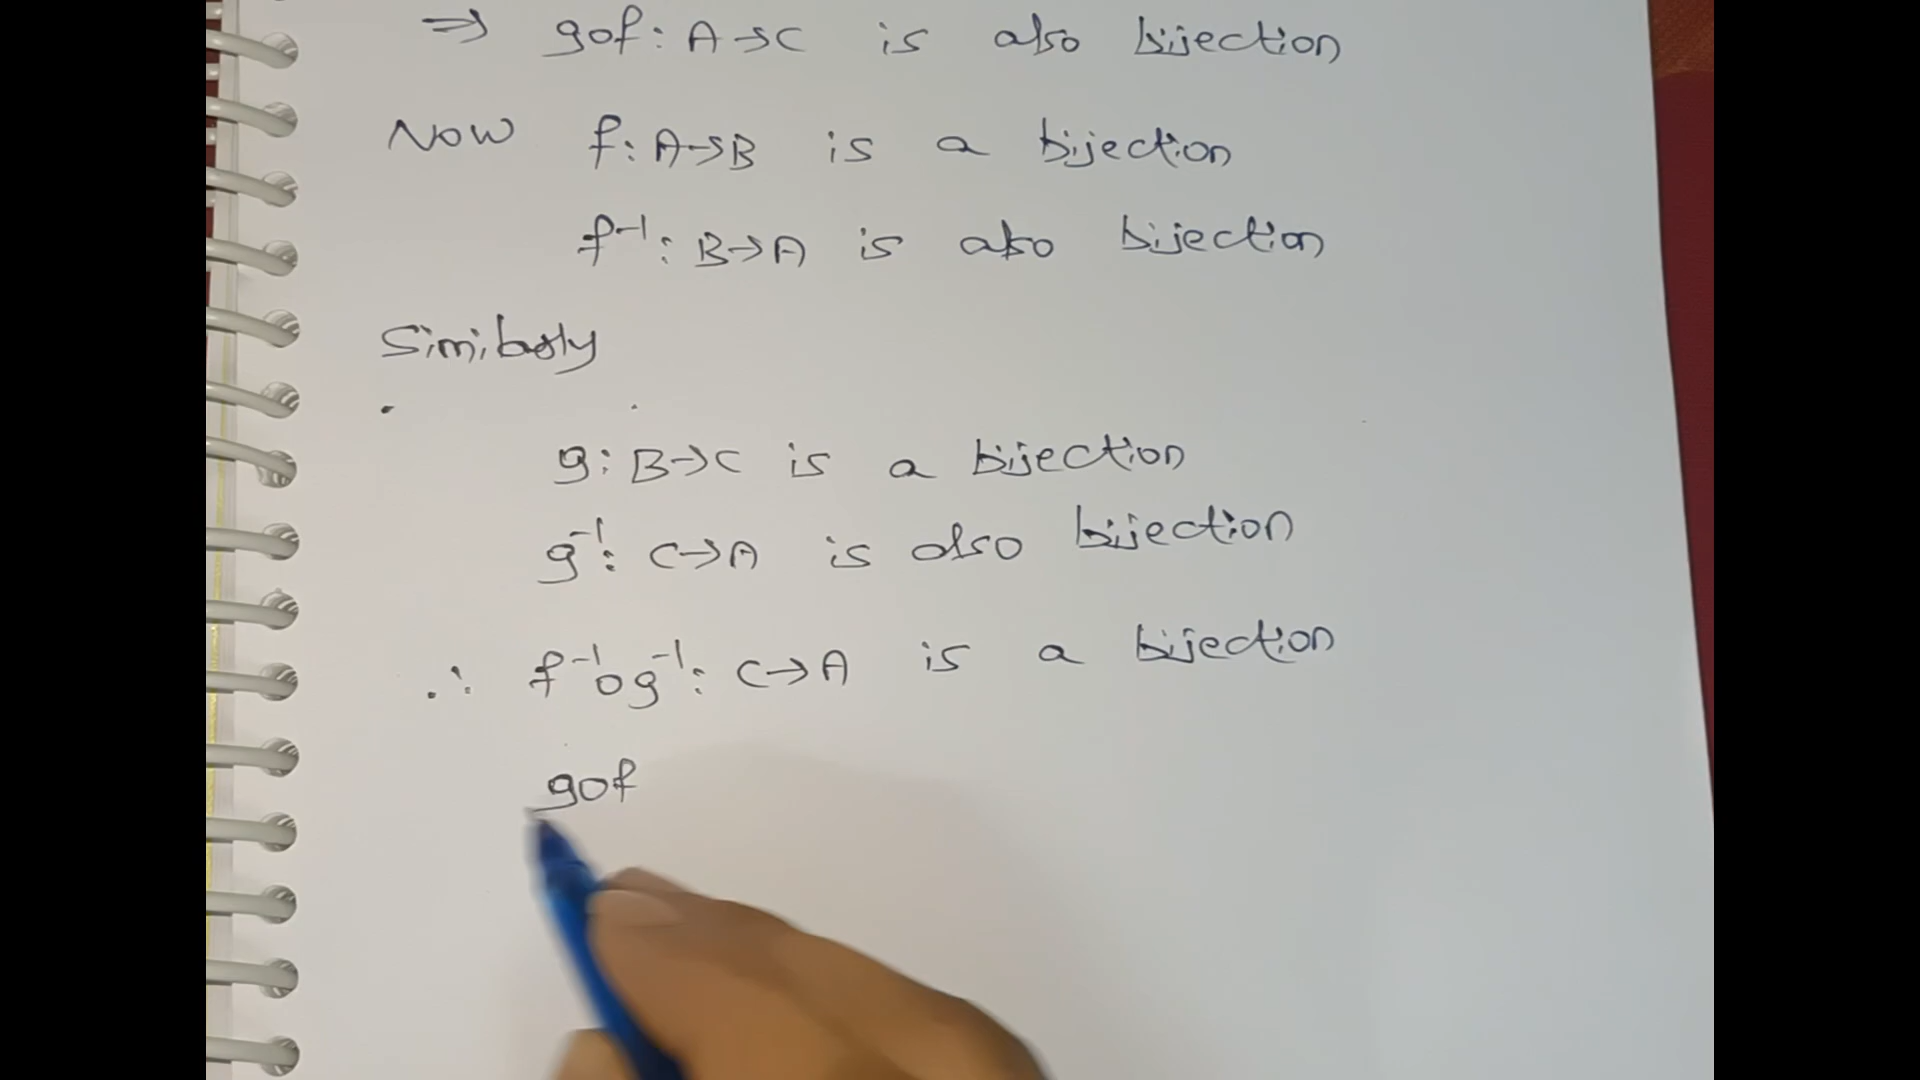 ⇒ gof: A→C is also bijection
Now f: A→B is a bijection
f⁻¹: B→A is also bijection
Similarly
g: B→C is a bijection
g⁻¹: C→A is also bijection
∴ f⁻¹og⁻¹: C→A is a bijection
gof